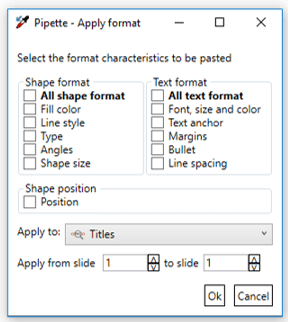 Pipette - Apply format
Select the format characteristics to be pasted
Shape format
All shape format
Fill color
Line style
Type
Angles
Shape size
Text format
All text format
Font, size and color
Text anchor
Margins
Bullet
Line spacing
Shape position
Position
Apply to: Titles
Apply from slide 1 to slide 1
Ok Cancel